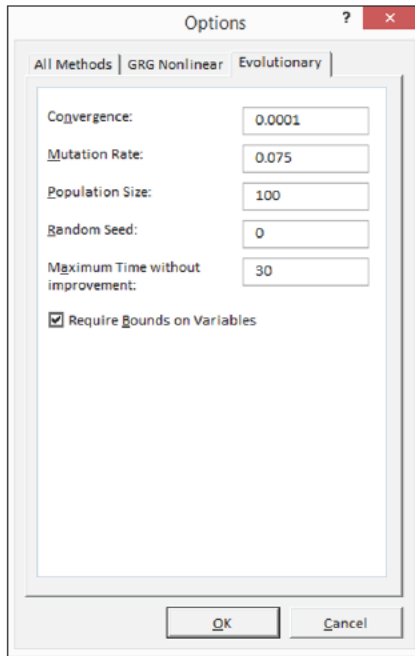 Options
?
All Methods
GRG Nonlinear
Evolutionary
Convergence:
0.0001
Mutation Rate:
0.075
Population Size:
100
Random Seed:
0
Maximum Time without
improvement:
30
Require Bounds on Variables
OK
Cancel